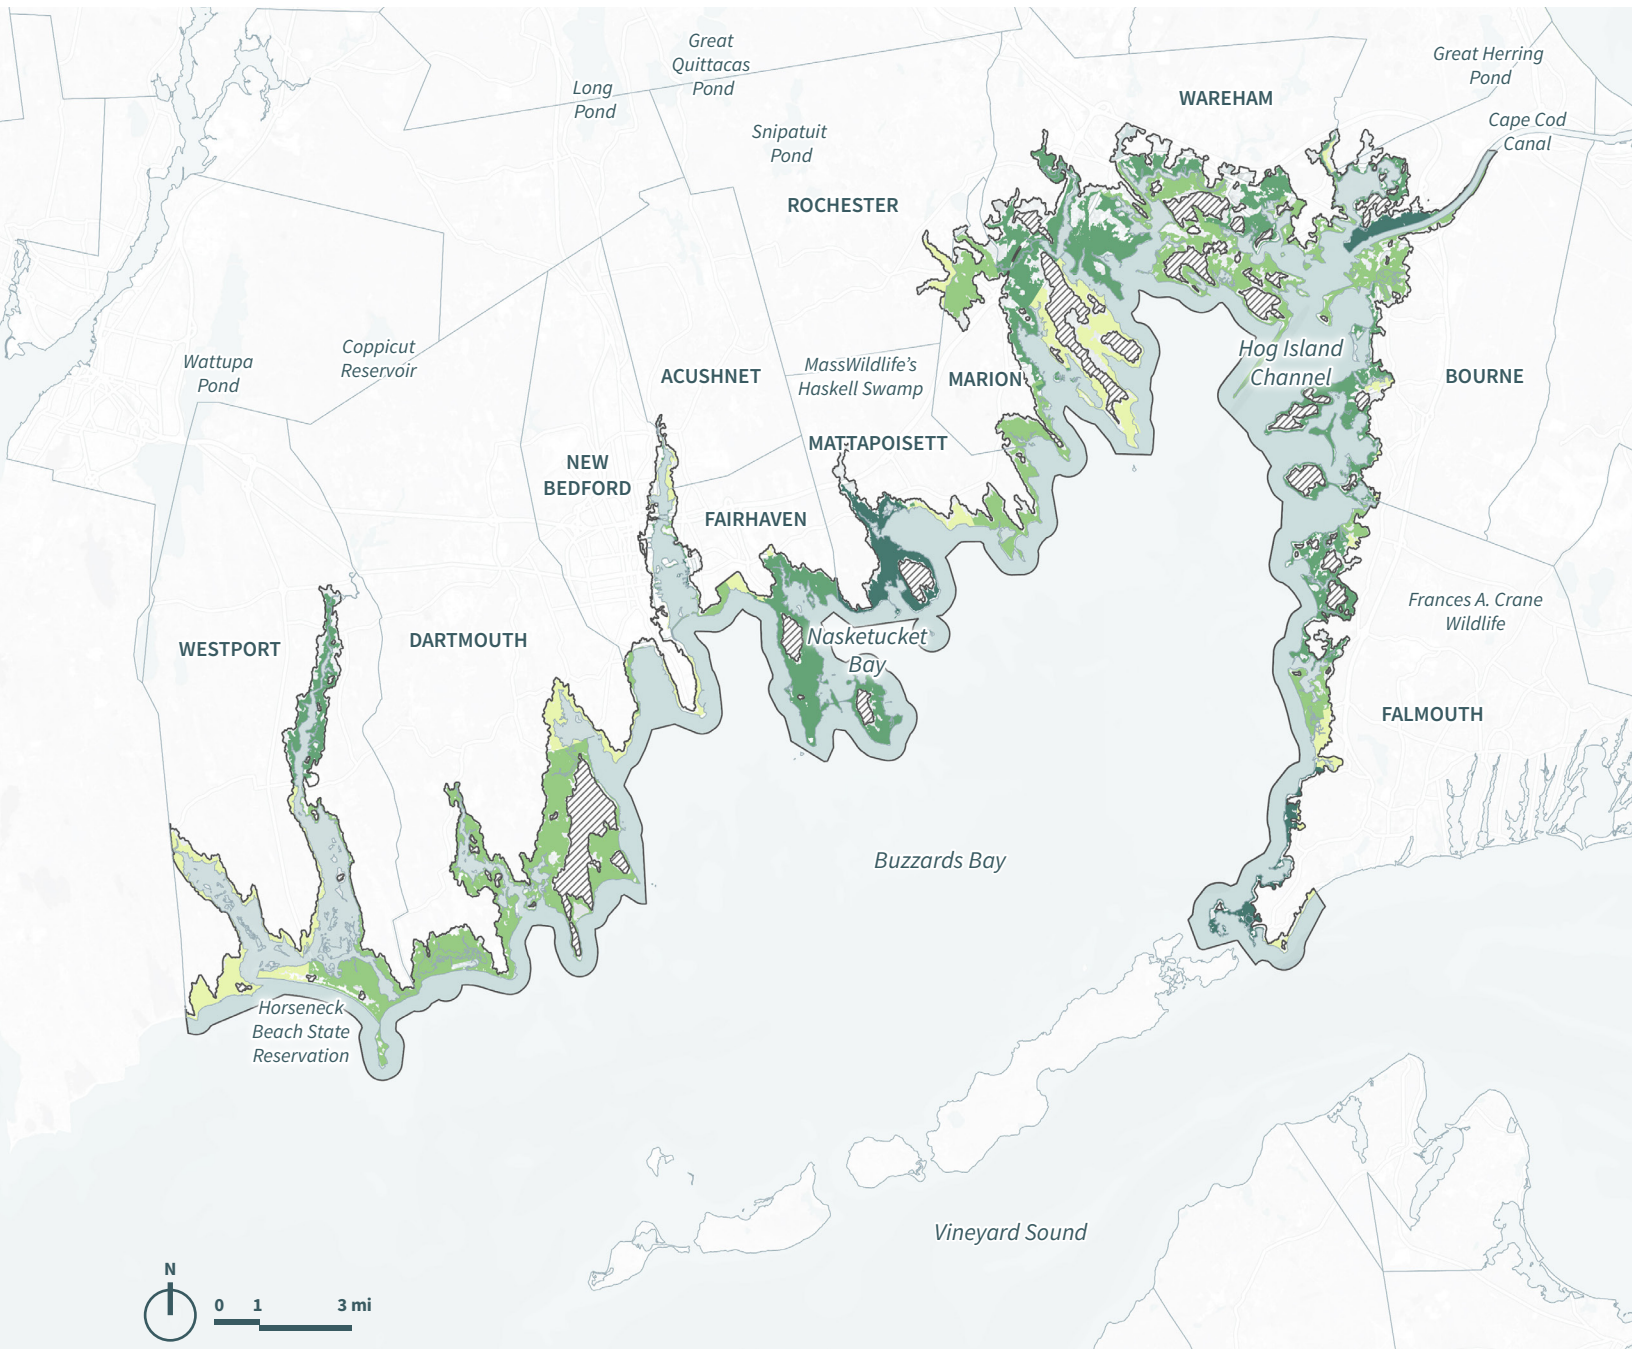 Great
Quittacas
Pond
Great Herring
Pond
Long
Pond
WAREHAM
Snipatuit
Pond
Cape Cod
Canal
ROCHESTER
Wattupa
Pond
Coppicut
Reservoir
ACUSHNET
MassWildlife’s
Haskell Swamp
MARION
Hog Island
Channel
BOURNE
MATTAPOISETT
NEW
BEDFORD
FAIRHAVEN
WESTPORT
DARTMOUTH
Nasketucket
Bay
Frances A. Crane
Wildlife
FALMOUTH
Buzzards Bay
Horseneck
Beach State
Reservation
Vineyard Sound
N
0 1 3 mi